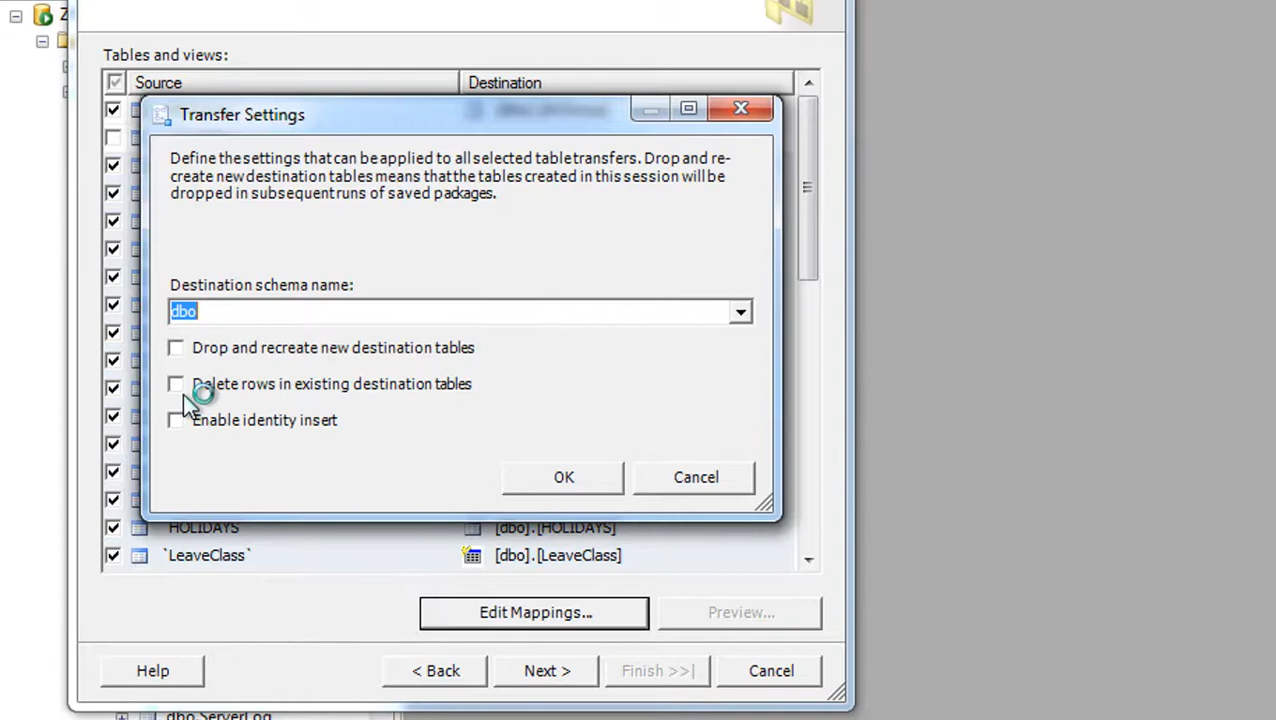 Tables and views:
Source
Destination
Transfer Settings
Define the settings that can be applied to all selected table transfers. Drop and re-
create new destination tables means that the tables created in this session will be
dropped in subsequent runs of saved packages.
Destination schema name:
dbo
Drop and recreate new destination tables
Delete rows in existing destination tables
Enable identity insert
OK
Cancel
HOLIDAYS
[dbo].[HOLIDAYS]
`LeaveClass`
[dbo].[LeaveClass]
Edit Mappings...
Preview...
Help
< Back
Next >
Finish >>|
Cancel
dbo.ServerLog